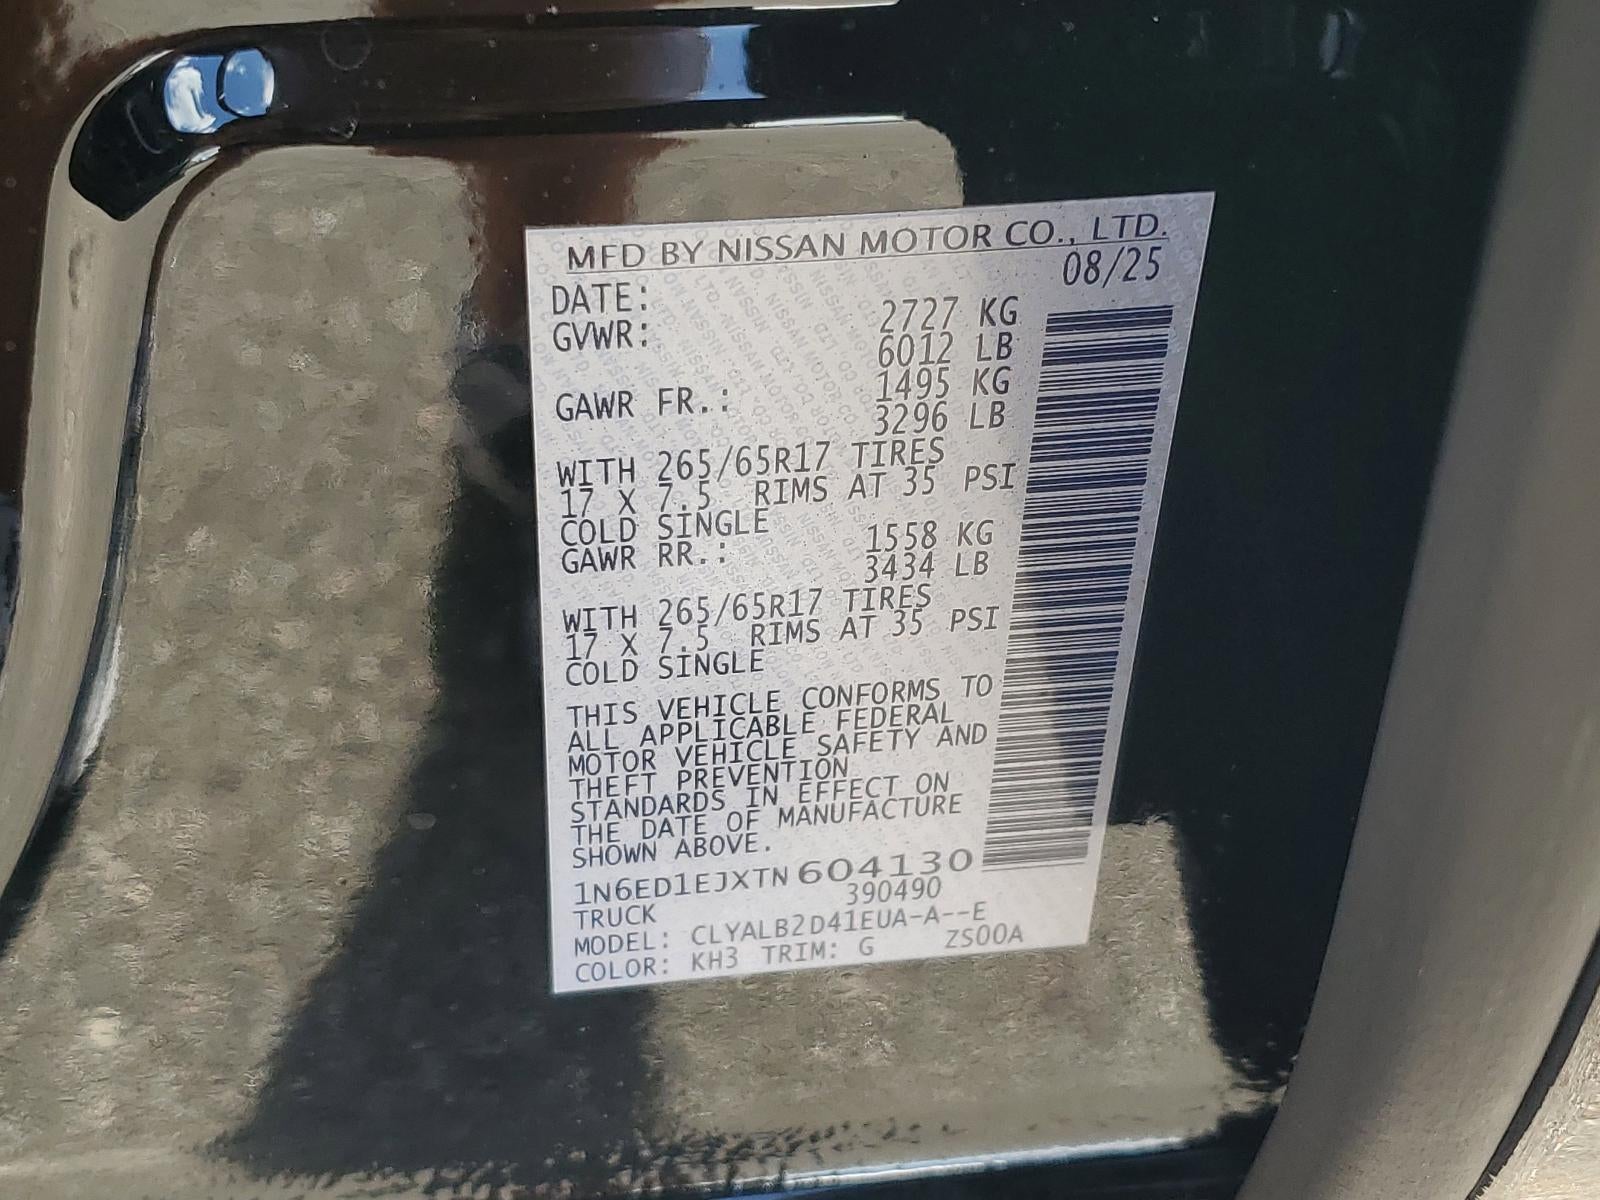 MFD BY NISSAN MOTOR CO., LTD.
DATE: 08/25
GVWR: 2727 KG
6012 LB
GAWR FR.: 1495 KG
3296 LB
WITH 265/65R17 TIRES
17 X 7.5 RIMS AT 35 PSI
COLD SINGLE
GAWR RR.: 1558 KG
3434 LB
WITH 265/65R17 TIRES
17 X 7.5 RIMS AT 35 PSI
COLD SINGLE
THIS VEHICLE CONFORMS TO
ALL APPLICABLE FEDERAL
MOTOR VEHICLE SAFETY AND
THEFT PREVENTION
STANDARDS IN EFFECT ON
THE DATE OF MANUFACTURE
SHOWN ABOVE.
1N6ED1EJXTN604130
TRUCK 390490
MODEL: CLYALB2D41EUA-A--E
COLOR: KH3 TRIM: G ZS00A